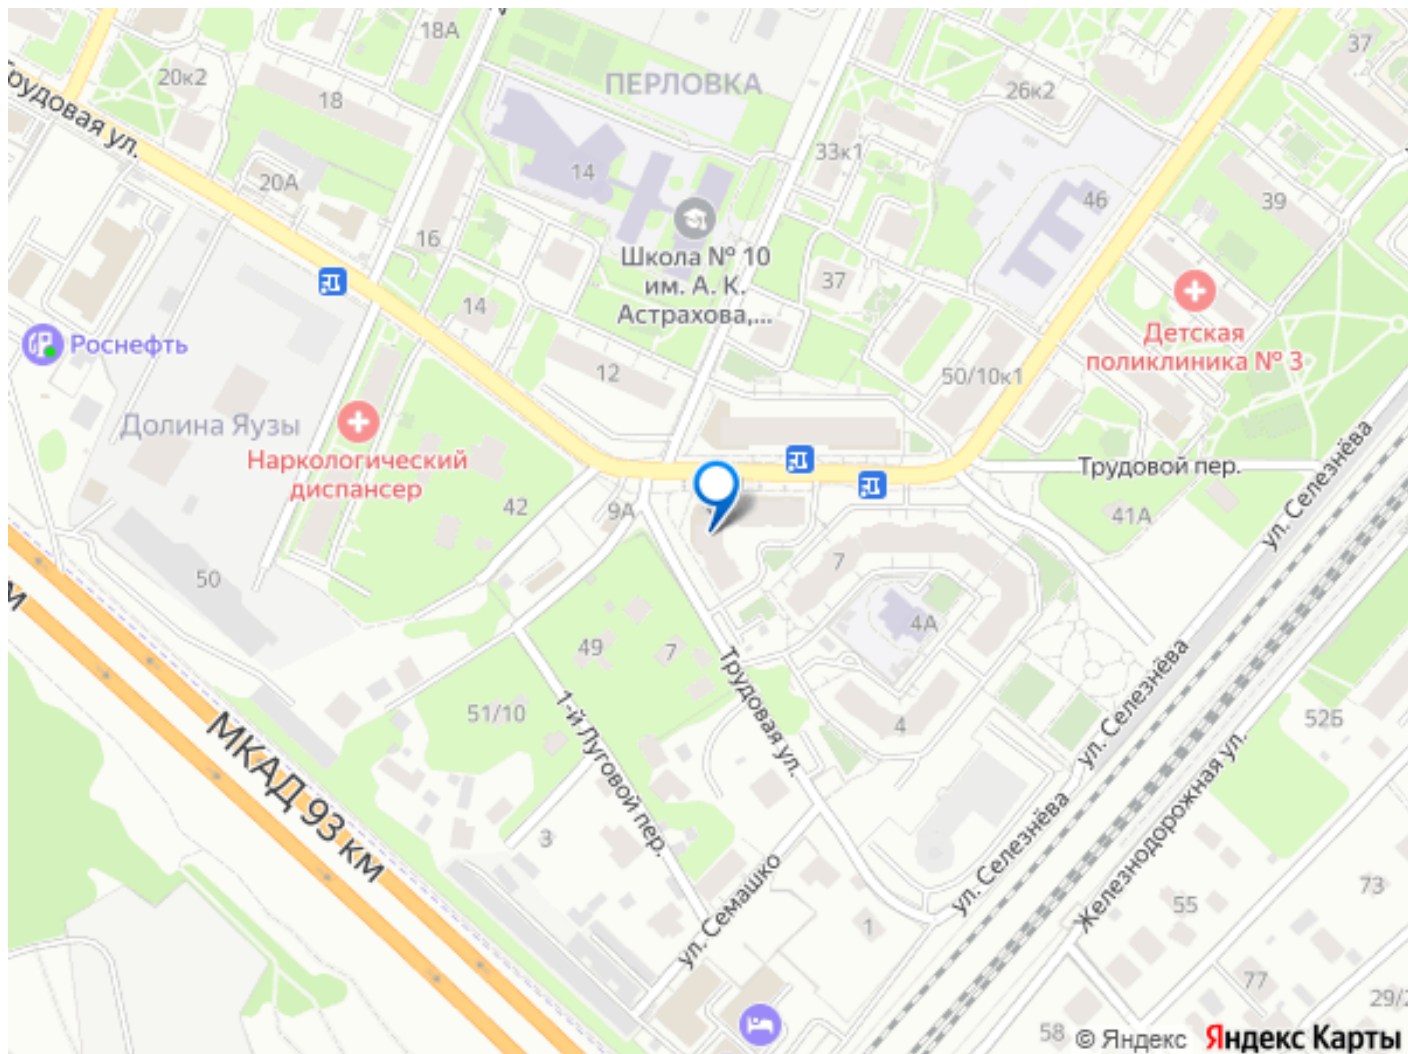 18А
37
20к2
ПЕРЛОВКА
26к2
18
Трудовая ул.
33к1
14
20А
46
39
16
Школа № 10
им. А. К.
Астрахова,...
37
14
Детская
поликлиника № 3
Роснефть
12
50/10к1
Долина Яузы
Наркологический
диспансер
Трудовой пер.
ул. Селезнёва
42
9А
41А
7
50
4А
49
7
Трудовая ул.
ул. Селезнёва
51/10
1-й Луговой пер.
4
52Б
МКАД 93 км
3
ул. Селезнёва
Железнодорожная ул.
ул. Семашко
73
55
1
77
29/2
58
© Яндекс
Яндекс Карты